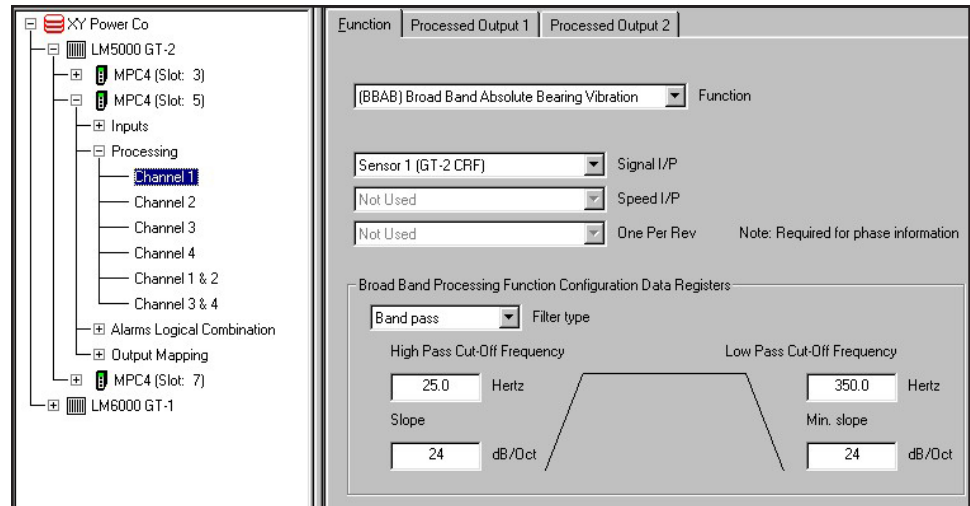 XY Power Co
LM5000 GT-2
MPC4 (Slot: 3)
MPC4 (Slot: 5)
Inputs
Processing
Channel 1
Channel 2
Channel 3
Channel 4
Channel 1 & 2
Channel 3 & 4
Alarms Logical Combination
Output Mapping
MPC4 (Slot: 7)
LM6000 GT-1
Function Processed Output 1 Processed Output 2
(BBAB) Broad Band Absolute Bearing Vibration Function
Sensor 1 (GT-2 CRF) Signal I/P
Not Used Speed I/P
Not Used One Per Rev Note: Required for phase information
Broad Band Processing Function Configuration Data Registers
Band pass Filter type
High Pass Cut-Off Frequency Low Pass Cut-Off Frequency
25.0 Hertz 350.0 Hertz
Slope Min. slope
24 dB/Oct 24 dB/Oct